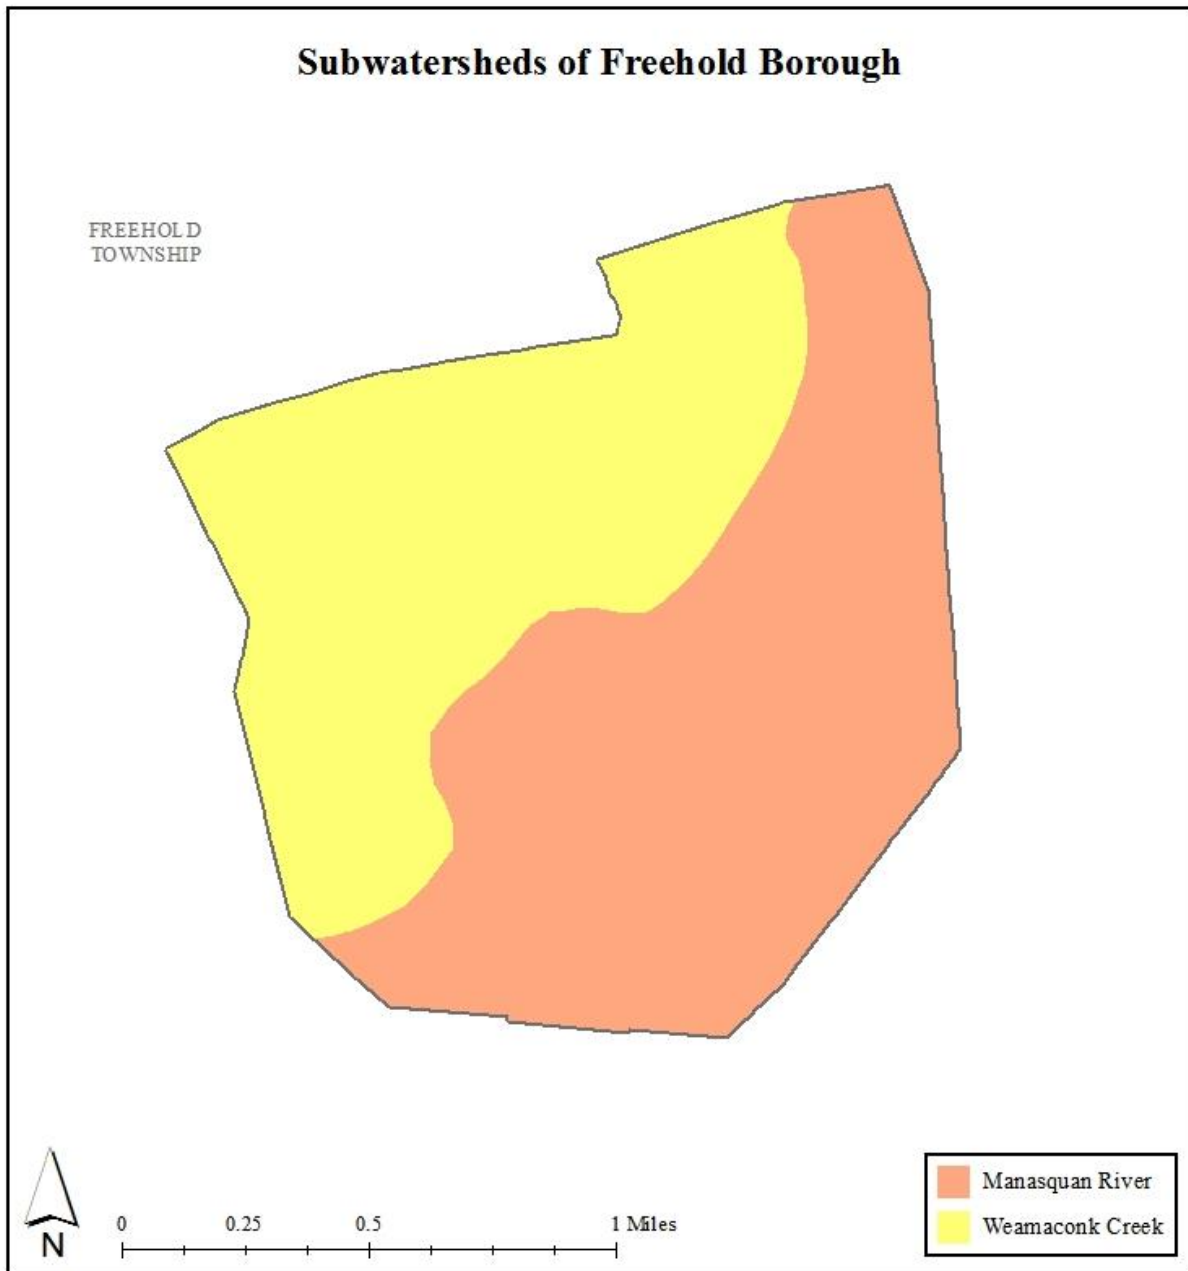 Subwatersheds of Freehold Borough
FREEHOLD
TOWNSHIP
N
0 0.25 0.5 1 Miles
Manasquan River
Weamaconk Creek